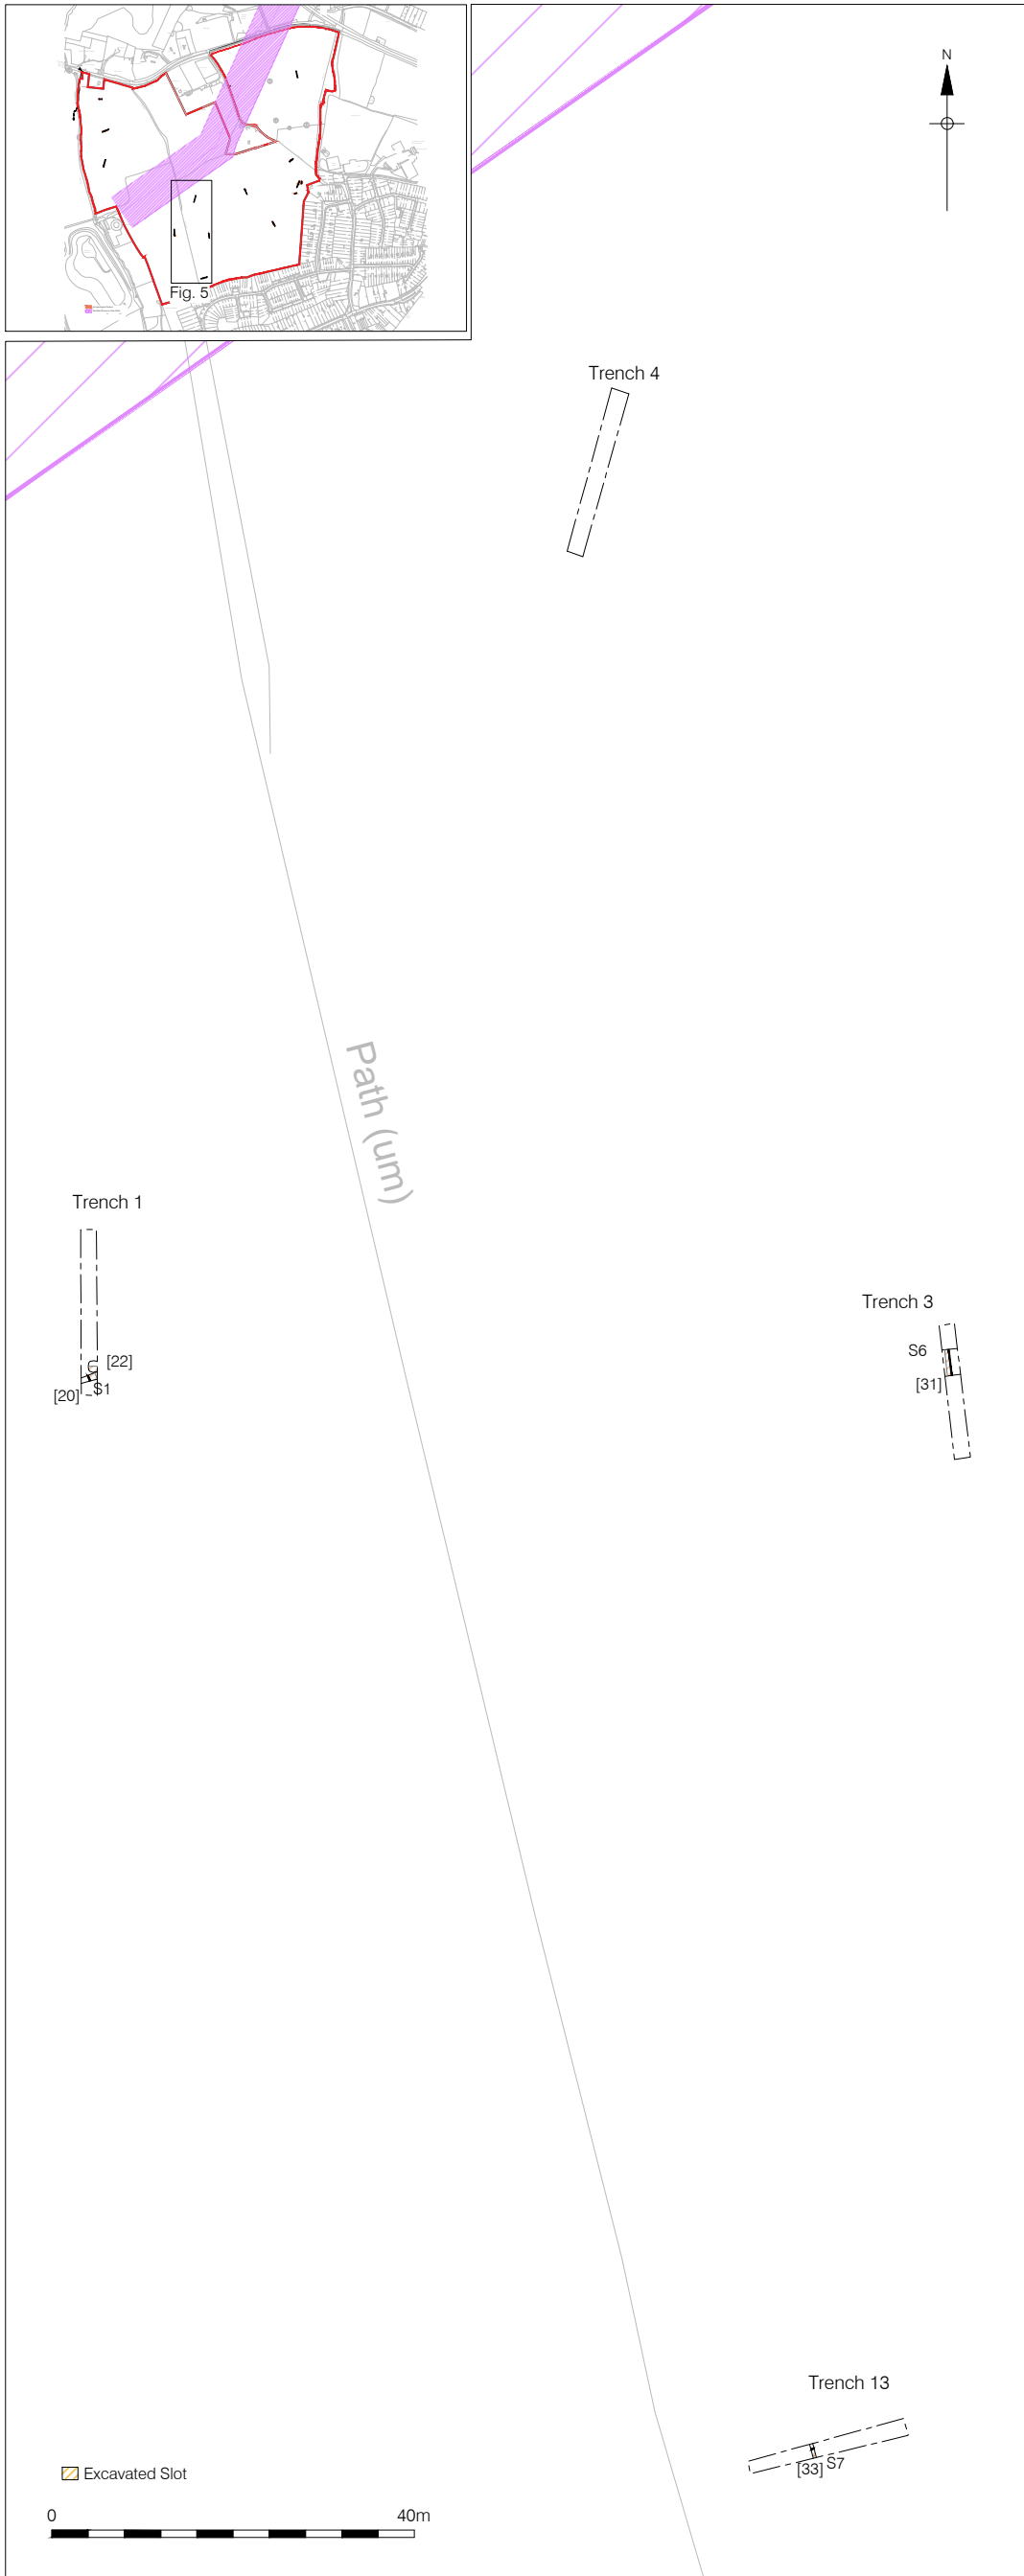 N
Fig. 5
Trench 4
Path (um)
Trench 1
[22]
[20]
S1
Trench 3
S6
[31]
Trench 13
[33]
S7
Excavated Slot
0
40m